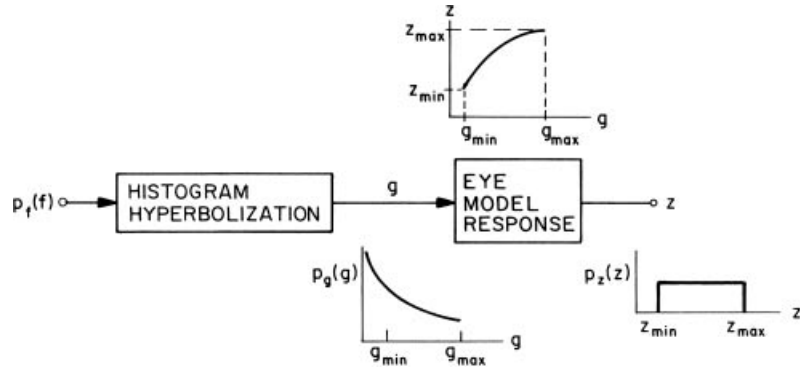 z
z_max
z_min
g_min g_max g
p_f(f) HISTOGRAM HYPERBOLIZATION g EYE MODEL RESPONSE z
p_g(g)
g_min g_max g
p_z(z)
z_min z_max z